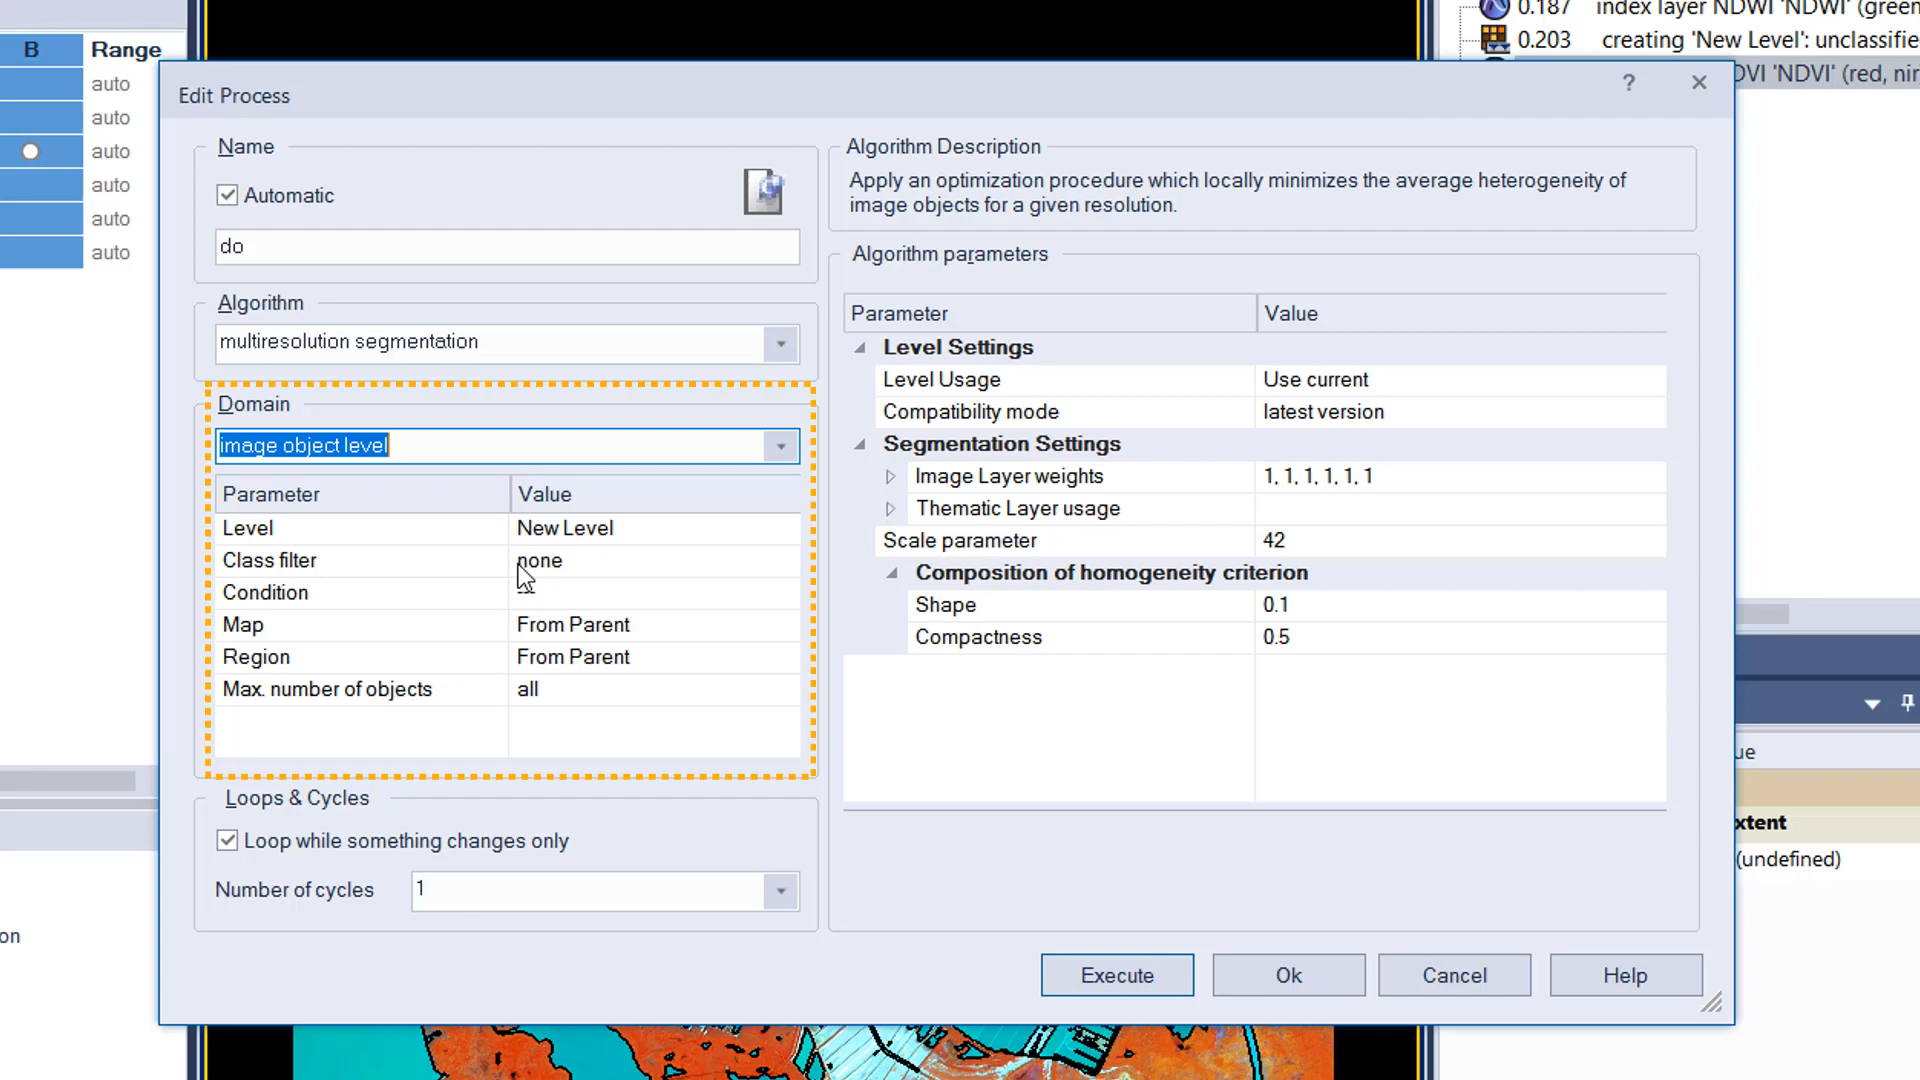 B Range
auto
auto
auto
auto
auto
auto
on
0.187 index layer NDWI 'NDWI' (green
0.203 creating 'New Level': unclassifie
DVI 'NDVI' (red, nir
Edit Process
? ×
Name
Automatic
do
Algorithm
multiresolution segmentation
Domain
image object level
Parameter Value
Level New Level
Class filter none
Condition
Map From Parent
Region From Parent
Max. number of objects all
Loops & Cycles
Loop while something changes only
Number of cycles 1
Algorithm Description
Apply an optimization procedure which locally minimizes the average heterogeneity of
image objects for a given resolution.
Algorithm parameters
Parameter Value
Level Settings
Level Usage Use current
Compatibility mode latest version
Segmentation Settings
Image Layer weights 1, 1, 1, 1, 1, 1
Thematic Layer usage
Scale parameter 42
Composition of homogeneity criterion
Shape 0.1
Compactness 0.5
Execute Ok Cancel Help
ue
xtent
(undefined)